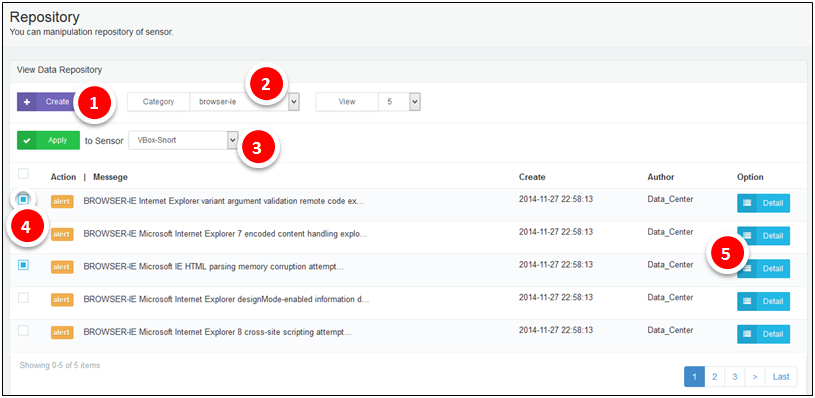 Repository
You can manipulation repository of sensor.
View Data Repository
Create 1 Category browser-ie 2 View 5
Apply to Sensor VBox-Snort 3
Action | Messege Create Author Option
alert BROWSER-IE Internet Explorer variant argument validation remote code ex... 2014-11-27 22:58:13 Data_Center Detail
4
alert BROWSER-IE Microsoft Internet Explorer 7 encoded content handling explo... 2014-11-27 22:58:13 Data_Center Detail
5
alert BROWSER-IE Microsoft IE HTML parsing memory corruption attempt... 2014-11-27 22:58:13 Data_Center Detail
alert BROWSER-IE Microsoft Internet Explorer designMode-enabled information d... 2014-11-27 22:58:13 Data_Center Detail
alert BROWSER-IE Microsoft Internet Explorer 8 cross-site scripting attempt... 2014-11-27 22:58:13 Data_Center Detail
Showing 0-5 of 5 items
1 2 3 > Last